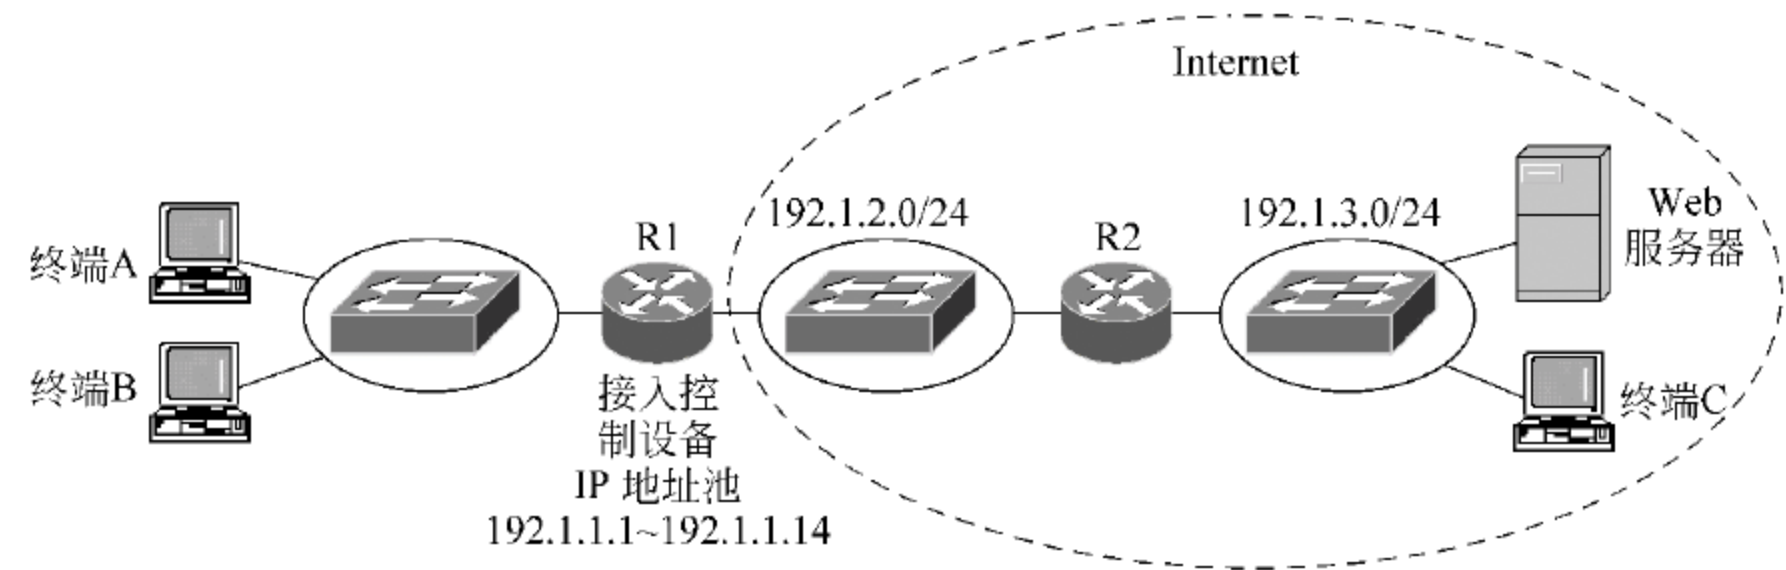 Internet
192.1.2.0/24
192.1.3.0/24
Web
服务器
R1
R2
终端A
终端B
终端C
接入控
制设备
IP 地址池
192.1.1.1~192.1.1.14